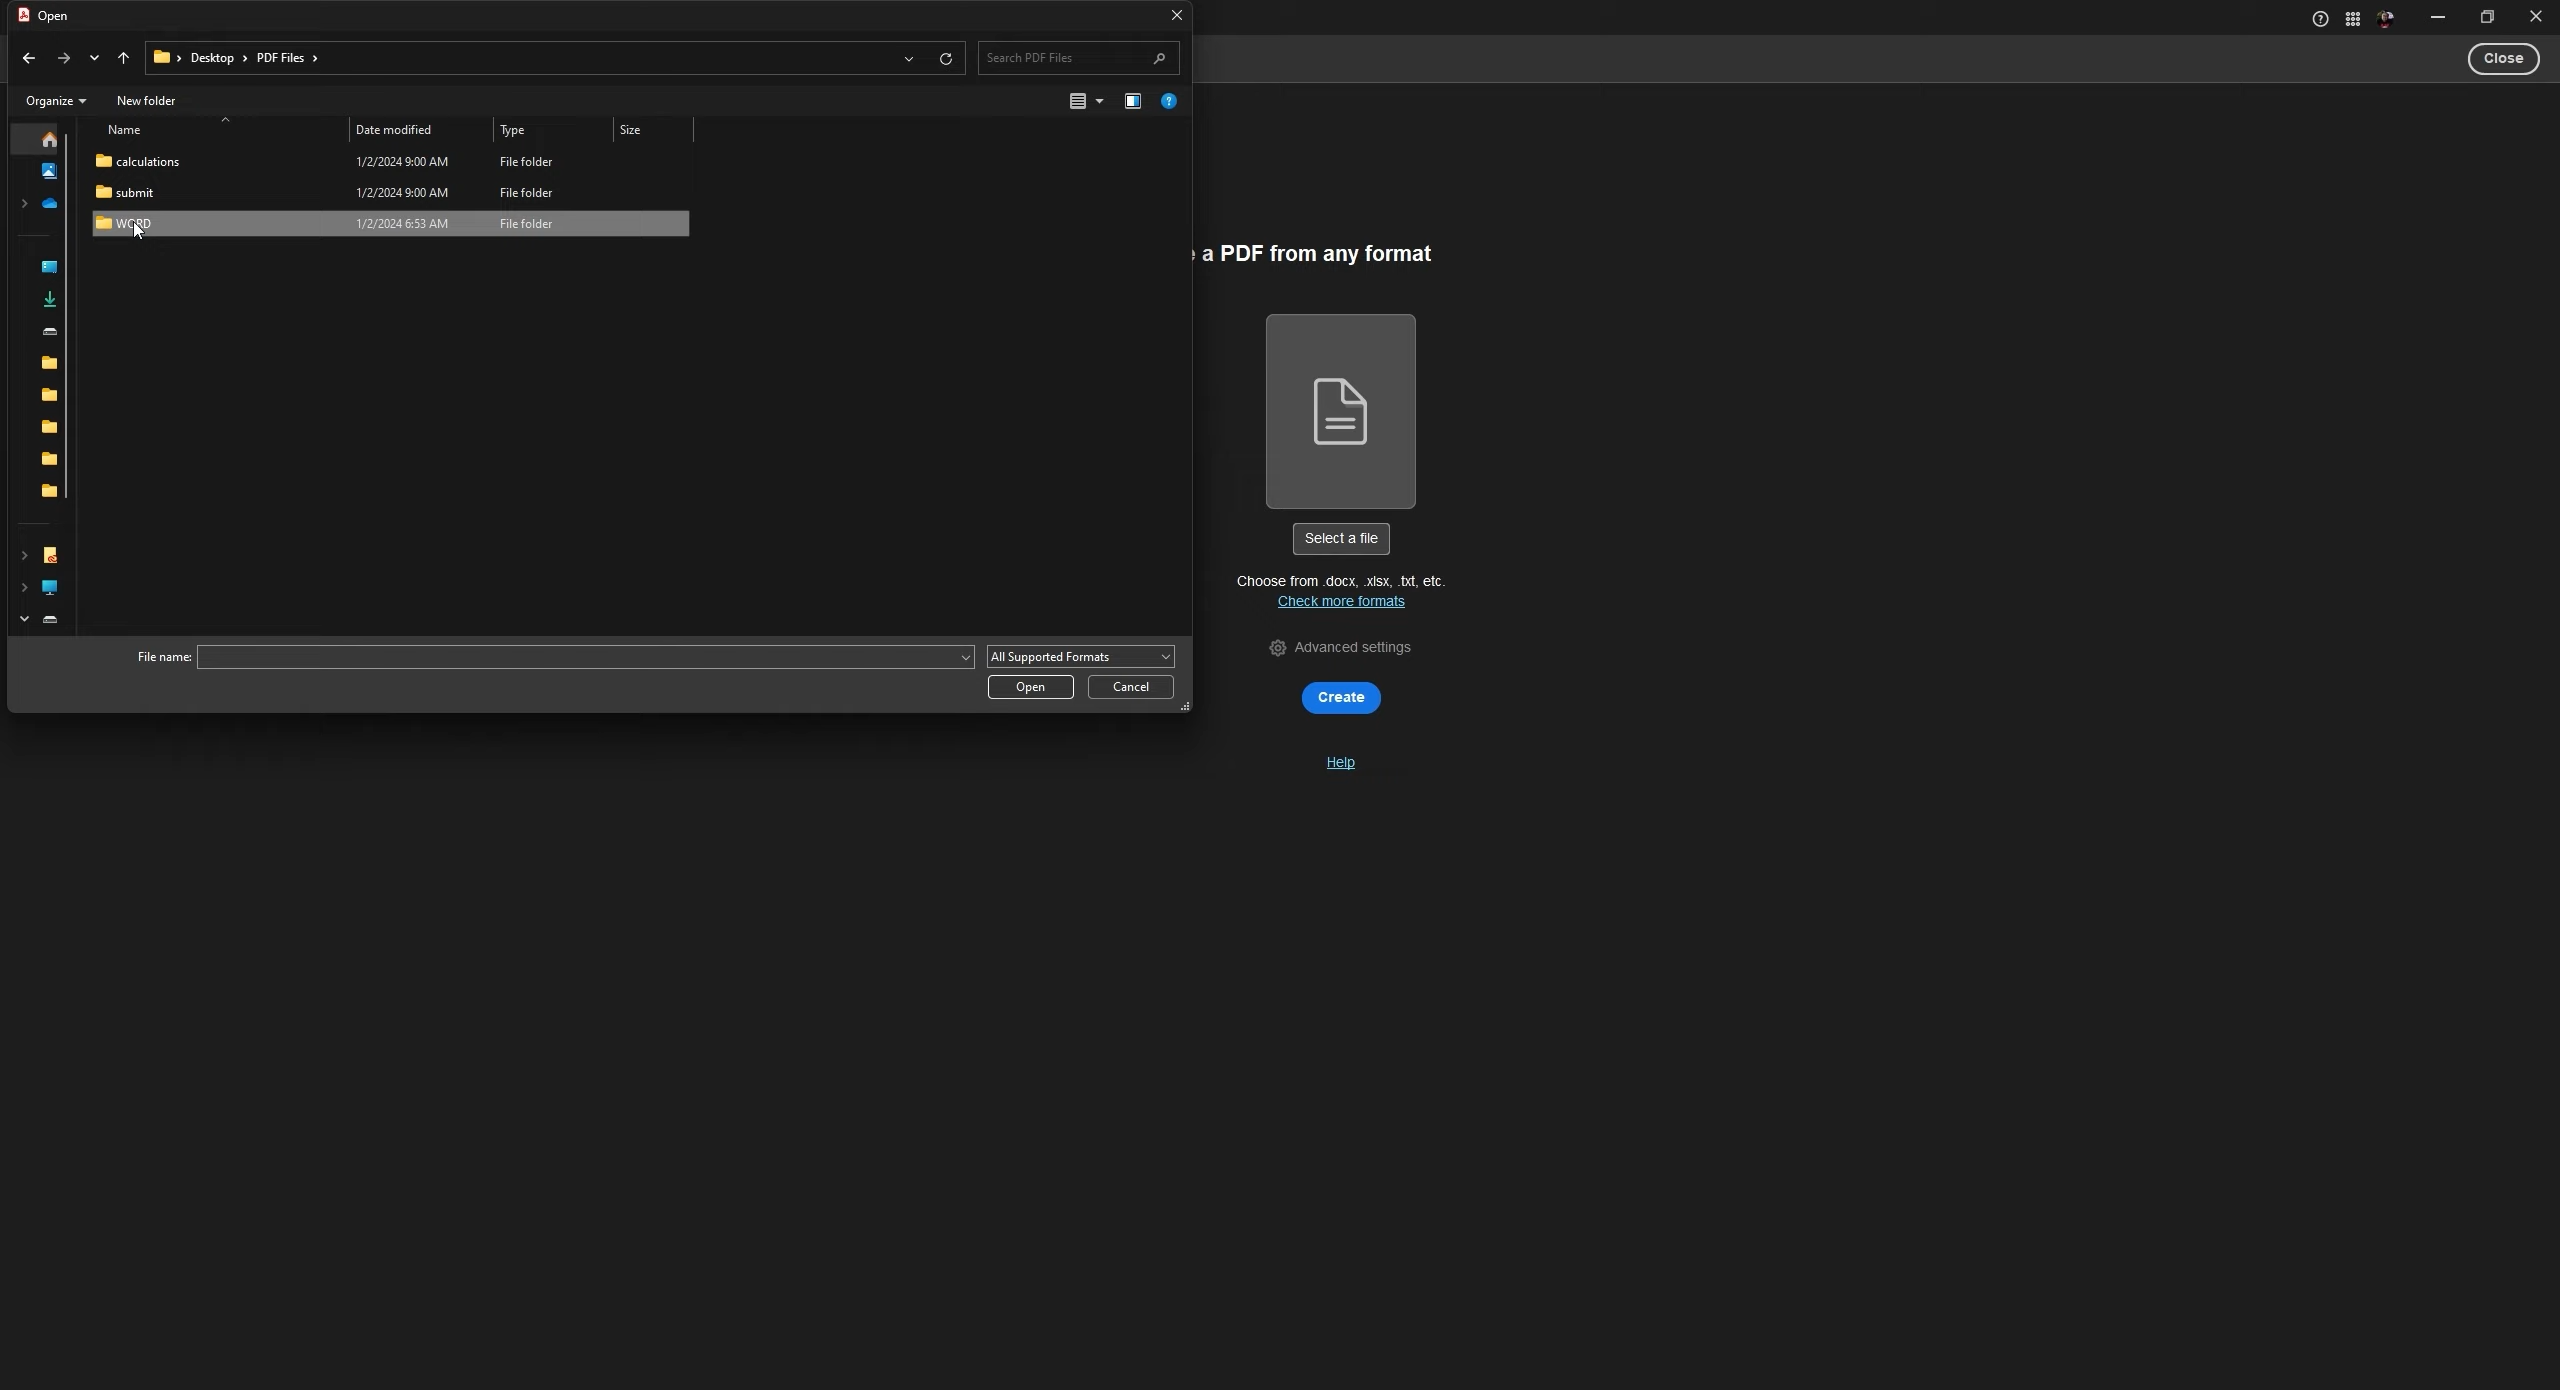 Open
Desktop > PDF Files >
Search PDF Files
Close
Organize
New folder
Name
Date modified
Type
Size
calculations
1/2/2024 9:00 AM
File folder
submit
1/2/2024 9:00 AM
File folder
WORD
1/2/2024 6:53 AM
File folder
a PDF from any format
Select a file
Choose from .docx, .xlsx, .txt, etc.
Check more formats
Advanced settings
File name:
All Supported Formats
Open
Cancel
Create
Help